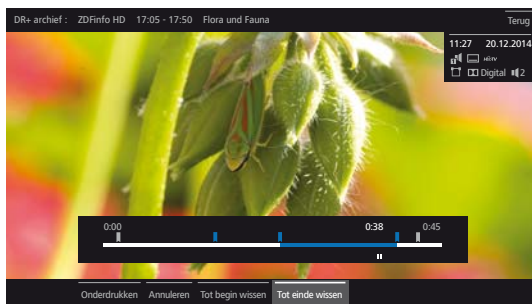 DR+ archief : ZDFinfo HD 17:05 - 17:50 Flora und Fauna Terug
11:27 20.12.2014
HbbTV
Digital 2
0:00 0:38 0:45
Onderdrukken Annuleren Tot begin wissen Tot einde wissen